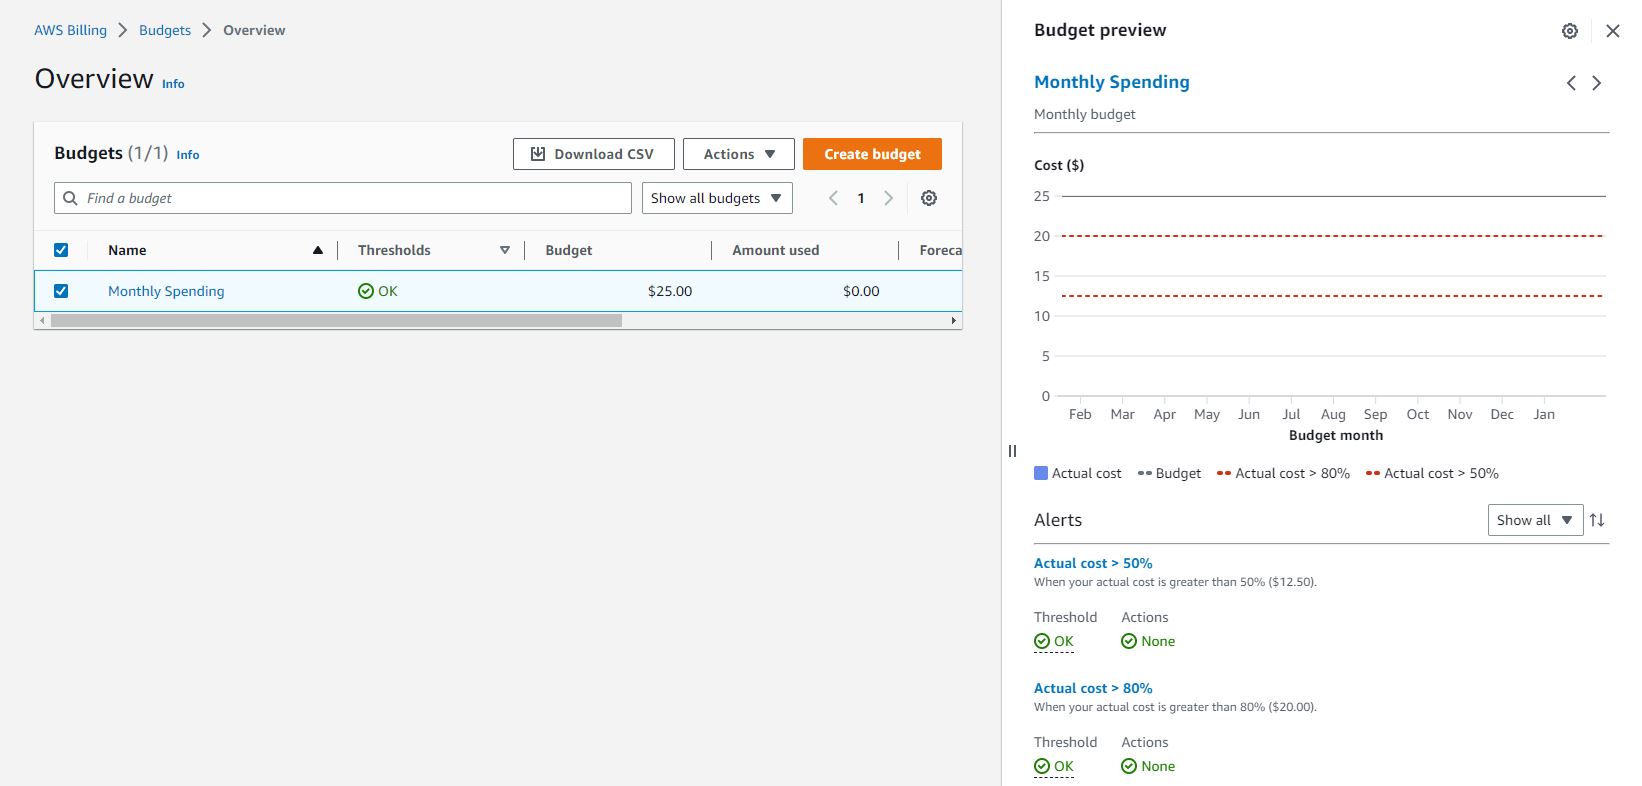 AWS Billing Budgets Overview
Overview Info
Budgets (1/1) Info
Download CSV
Actions
Create budget
Find a budget
Show all budgets
1
Name Thresholds Budget Amount used Foreca
Monthly Spending OK $25.00 $0.00
Budget preview
Monthly Spending
Monthly budget
Cost ($)
25
20
15
10
5
0
Feb Mar Apr May Jun Jul Aug Sep Oct Nov Dec Jan
Budget month
Actual cost Budget Actual cost > 80% Actual cost > 50%
Alerts
Show all
Actual cost > 50%
When your actual cost is greater than 50% ($12.50).
Threshold Actions
OK None
Actual cost > 80%
When your actual cost is greater than 80% ($20.00).
Threshold Actions
OK None